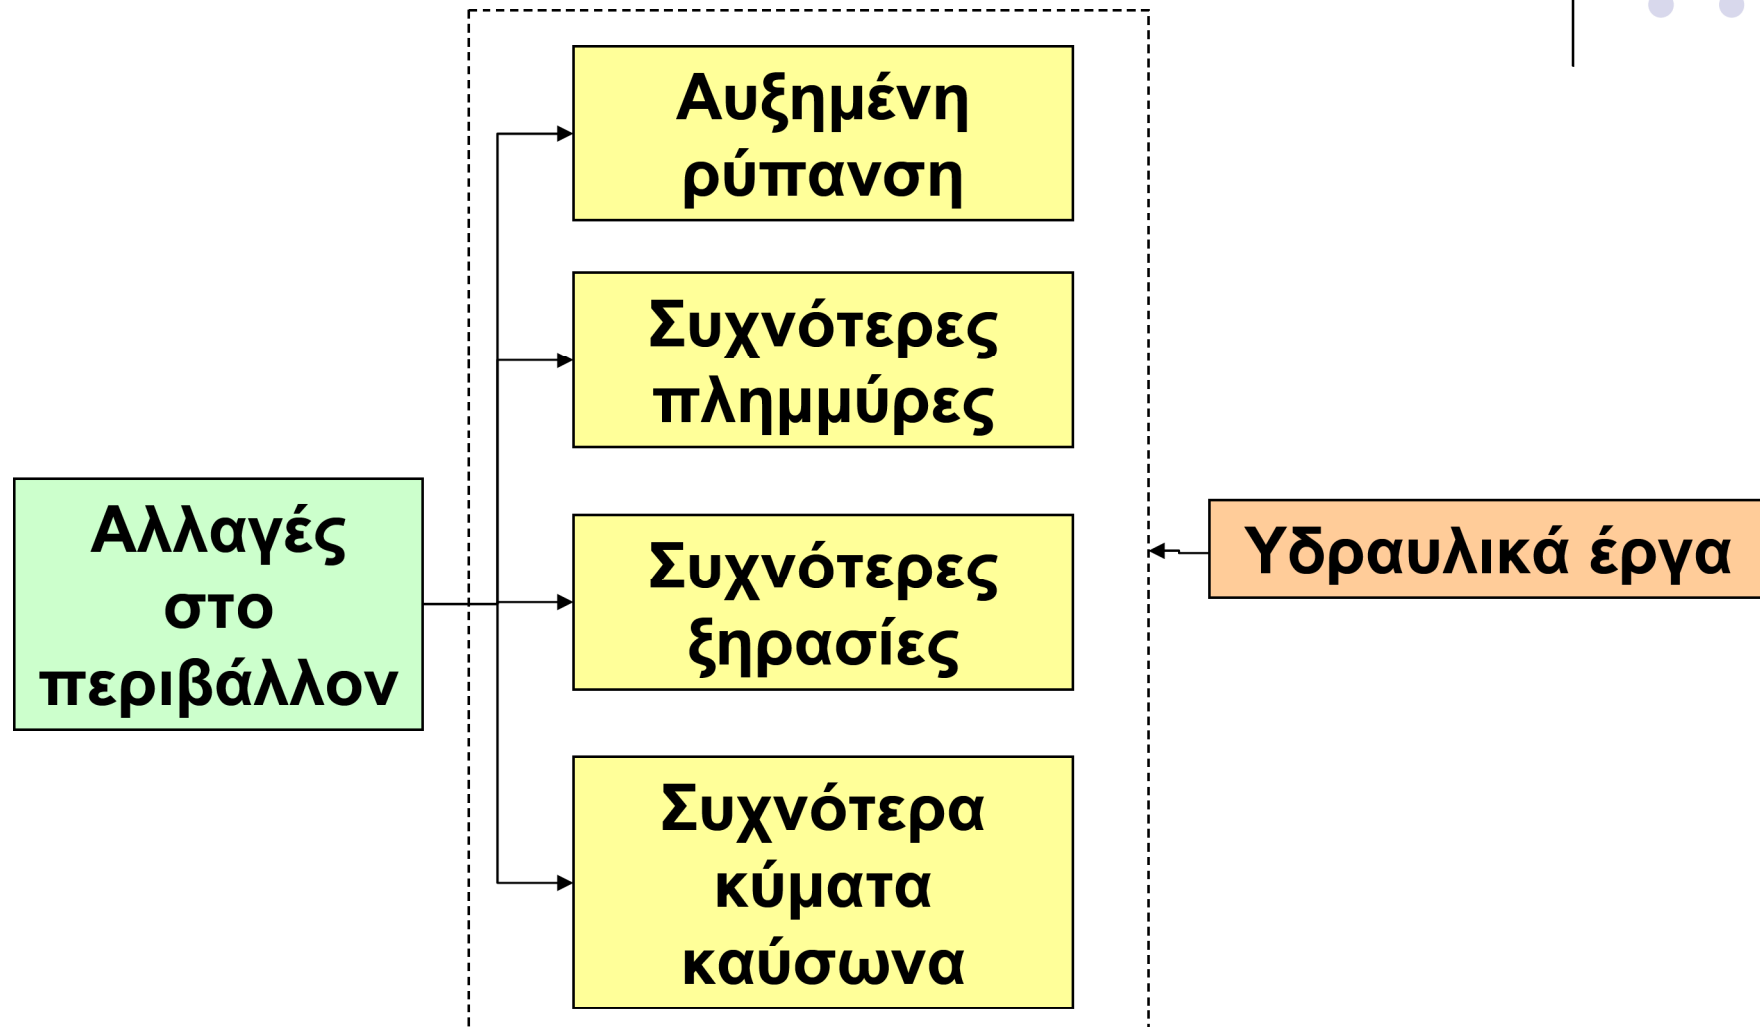 Αυξημένη
ρύπανση
Συχνότερες
πλημμύρες
Αλλαγές
στο
περιβάλλον
Συχνότερες
ξηρασίες
Υδραυλικά έργα
Συχνότερα
κύματα
καύσωνα